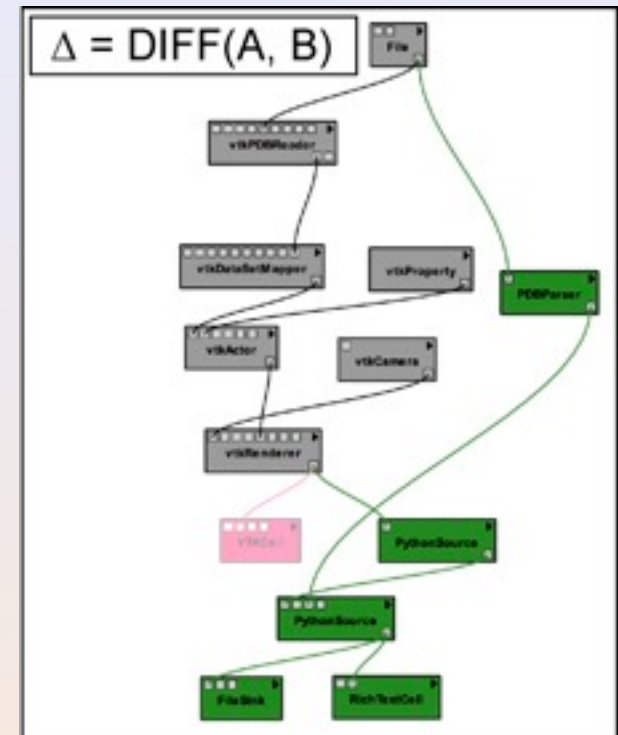 Δ = DIFF(A, B)
File
vtkPDBReader
vtkDataSetMapper
vtkProperty
PDBParser
vtkActor
vtkCamera
vtkRenderer
VTKCell
PythonSource
PythonSource
FileSink
RichTextCell